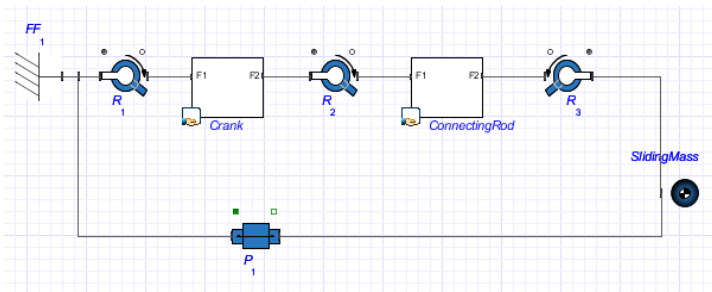 FF
1
R
1
F1 F2
Crank
R
2
F1 F2
ConnectingRod
R
3
SlidingMass
P
1